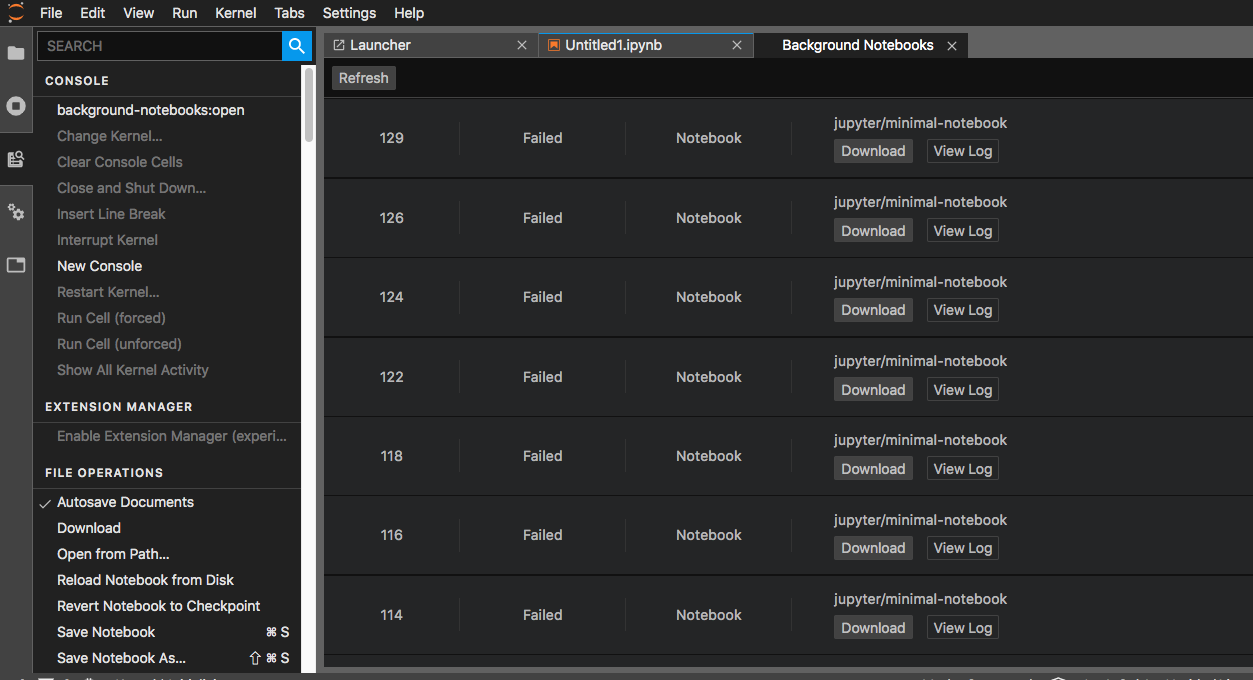 File Edit View Run Kernel Tabs Settings Help
SEARCH
CONSOLE
background-notebooks:open
Change Kernel...
Clear Console Cells
Close and Shut Down...
Insert Line Break
Interrupt Kernel
New Console
Restart Kernel...
Run Cell (forced)
Run Cell (unforced)
Show All Kernel Activity
EXTENSION MANAGER
Enable Extension Manager (experi...
FILE OPERATIONS
✓ Autosave Documents
Download
Open from Path...
Reload Notebook from Disk
Revert Notebook to Checkpoint
Save Notebook ⌘ S
Save Notebook As... ⇧ ⌘ S
Launcher × Untitled1.ipynb × Background Notebooks ×
Refresh
129 Failed Notebook jupyter/minimal-notebook
Download View Log
126 Failed Notebook jupyter/minimal-notebook
Download View Log
124 Failed Notebook jupyter/minimal-notebook
Download View Log
122 Failed Notebook jupyter/minimal-notebook
Download View Log
118 Failed Notebook jupyter/minimal-notebook
Download View Log
116 Failed Notebook jupyter/minimal-notebook
Download View Log
114 Failed Notebook jupyter/minimal-notebook
Download View Log